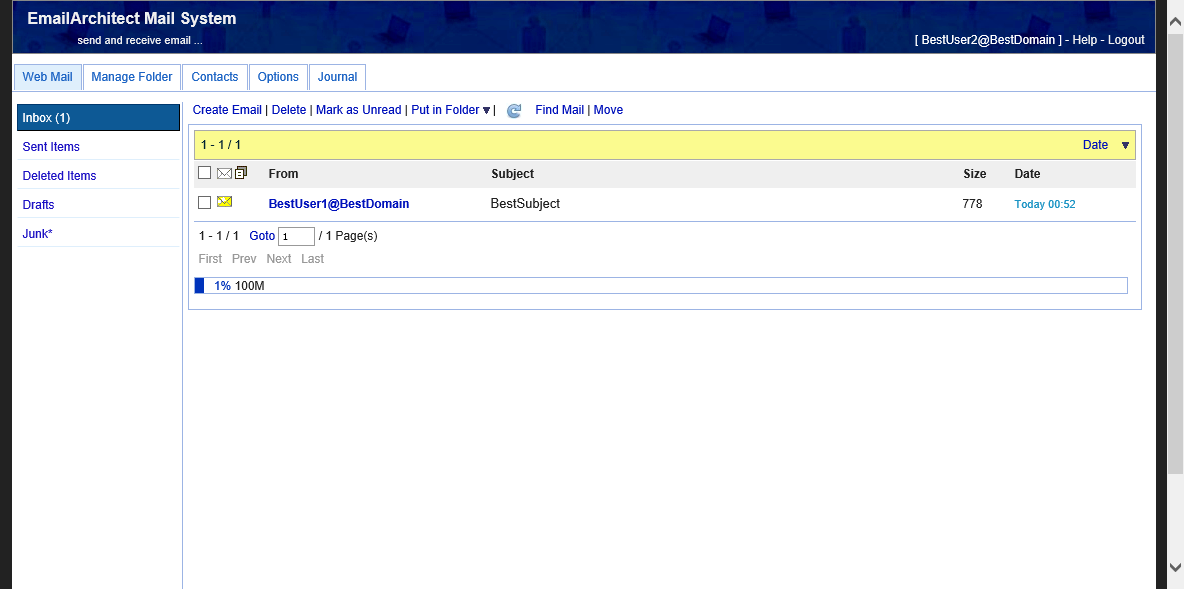 EmailArchitect Mail System
send and receive email ...
[ BestUser2@BestDomain ] - Help - Logout
Web Mail Manage Folder Contacts Options Journal
Inbox (1)
Sent Items
Deleted Items
Drafts
Junk*
Create Email | Delete | Mark as Unread | Put in Folder ▼ | Find Mail | Move
1 - 1 / 1 Date ▼
From Subject Size Date
BestUser1@BestDomain BestSubject 778 Today 00:52
1 - 1 / 1 Goto 1 / 1 Page(s)
First Prev Next Last
1% 100M